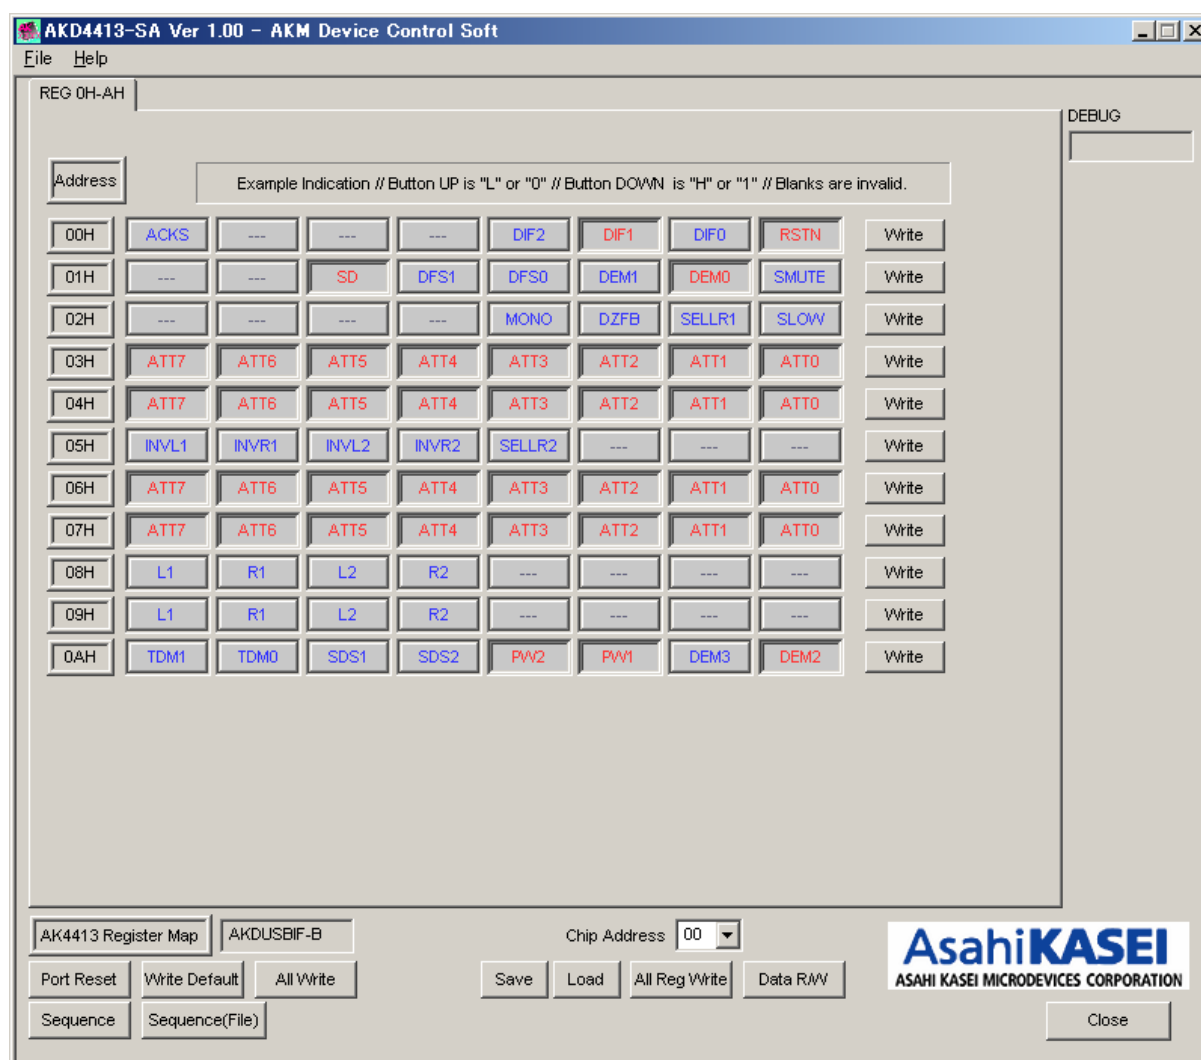 AKD4413-SA Ver 1.00 - AKM Device Control Soft
File Help
REG 0H-AH
DEBUG
Address
Example Indication // Button UP is "L" or "0" // Button DOWN is "H" or "1" // Blanks are invalid.
00H ACKS --- --- --- DIF2 DIF1 DIF0 RSTN Write
01H --- --- SD DFS1 DFS0 DEM1 DEM0 SMUTE Write
02H --- --- --- --- MONO DZFB SELLR1 SLOW Write
03H ATT7 ATT6 ATT5 ATT4 ATT3 ATT2 ATT1 ATT0 Write
04H ATT7 ATT6 ATT5 ATT4 ATT3 ATT2 ATT1 ATT0 Write
05H INVL1 INVR1 INVL2 INVR2 SELLR2 --- --- --- Write
06H ATT7 ATT6 ATT5 ATT4 ATT3 ATT2 ATT1 ATT0 Write
07H ATT7 ATT6 ATT5 ATT4 ATT3 ATT2 ATT1 ATT0 Write
08H L1 R1 L2 R2 --- --- --- --- Write
09H L1 R1 L2 R2 --- --- --- --- Write
0AH TDM1 TDM0 SDS1 SDS2 PW2 PW1 DEM3 DEM2 Write
AK4413 Register Map AKDUSBIF-B Chip Address 00
AsahiKASEI
ASAHI KASEI MICRODEVICES CORPORATION
Port Reset Write Default All Write Save Load All Reg Write Data R/W
Sequence Sequence(File) Close